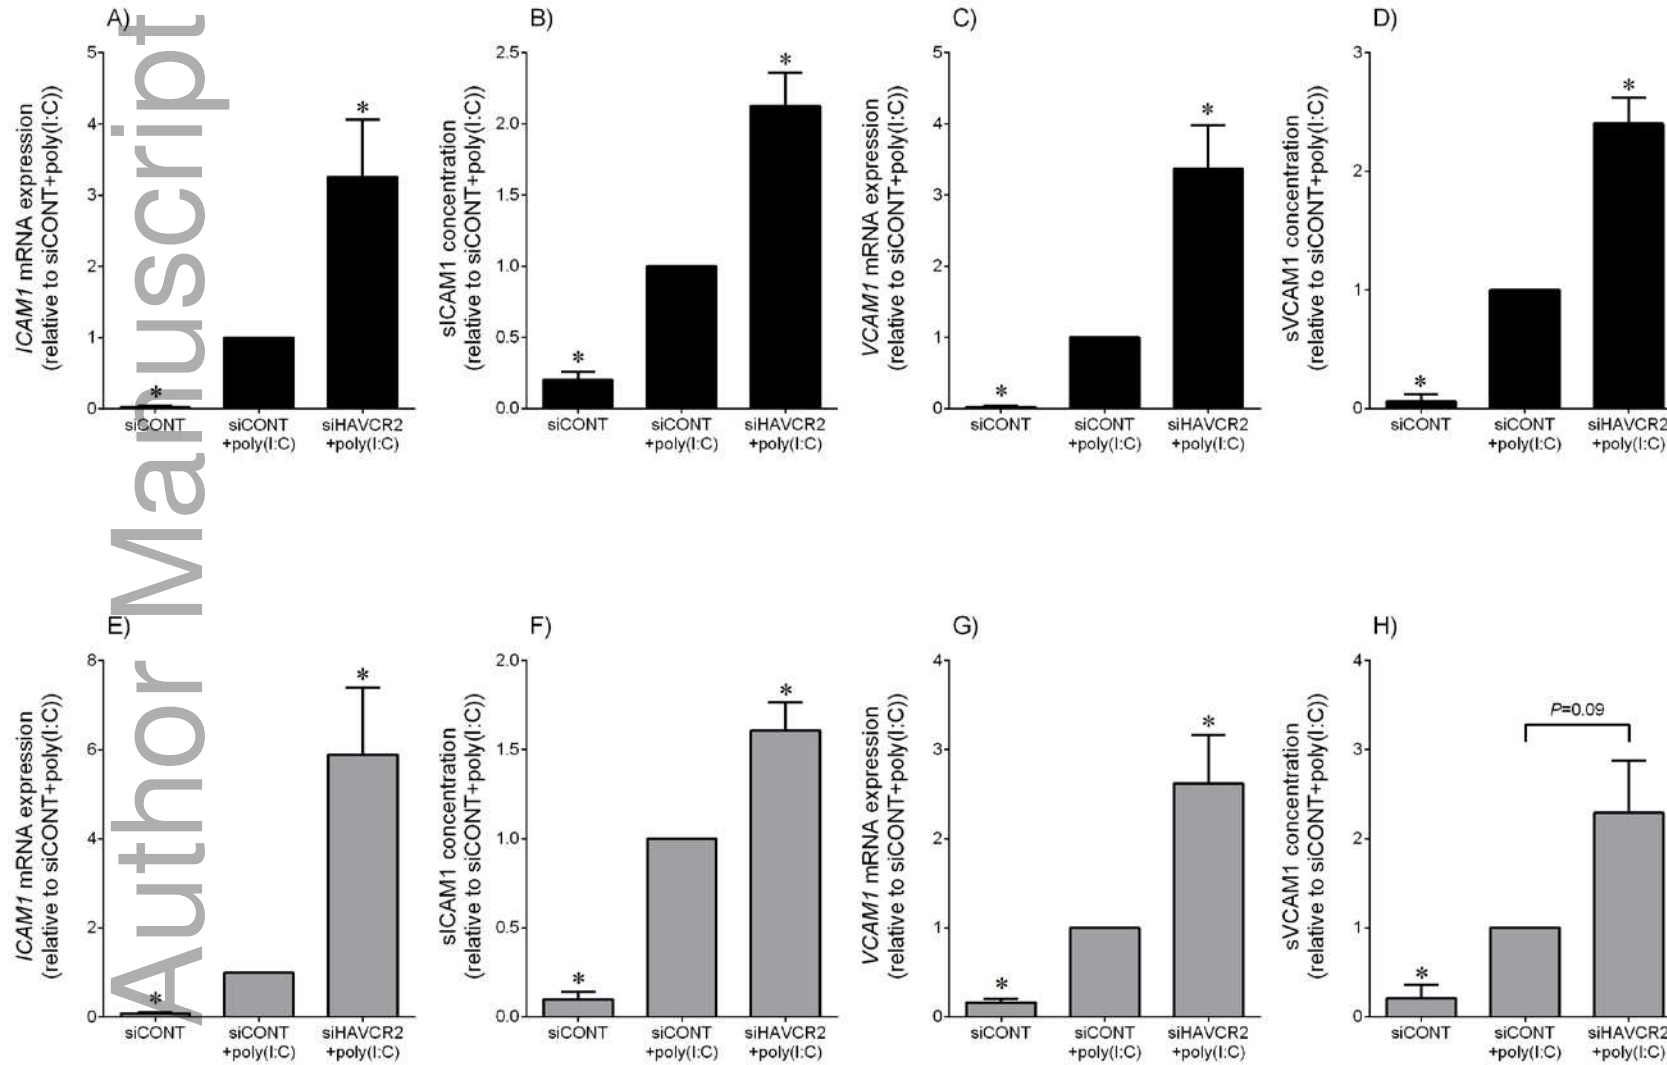 Author Manuscript
A)
ICAM1 mRNA expression
(relative to siCONT+poly(I:C))
5
4
3
2
1
0
*
*
siCONT
siCONT
+poly(I:C)
siHAVCR2
+poly(I:C)
B)
sICAM1 concentration
(relative to siCONT+poly(I:C))
2.5
2.0
1.5
1.0
0.5
0.0
*
*
siCONT
siCONT
+poly(I:C)
siHAVCR2
+poly(I:C)
C)
VCAM1 mRNA expression
(relative to siCONT+poly(I:C))
5
4
3
2
1
0
*
*
siCONT
siCONT
+poly(I:C)
siHAVCR2
+poly(I:C)
D)
sVCAM1 concentration
(relative to siCONT+poly(I:C))
3
2
1
0
*
*
siCONT
siCONT
+poly(I:C)
siHAVCR2
+poly(I:C)
E)
ICAM1 mRNA expression
(relative to siCONT+poly(I:C))
8
6
4
2
0
*
*
siCONT
siCONT
+poly(I:C)
siHAVCR2
+poly(I:C)
F)
sICAM1 concentration
(relative to siCONT+poly(I:C))
2.0
1.5
1.0
0.5
0.0
*
*
siCONT
siCONT
+poly(I:C)
siHAVCR2
+poly(I:C)
G)
VCAM1 mRNA expression
(relative to siCONT+poly(I:C))
4
3
2
1
0
*
*
siCONT
siCONT
+poly(I:C)
siHAVCR2
+poly(I:C)
H)
sVCAM1 concentration
(relative to siCONT+poly(I:C))
4
3
2
1
0
P=0.09
*
siCONT
siCONT
+poly(I:C)
siHAVCR2
+poly(I:C)